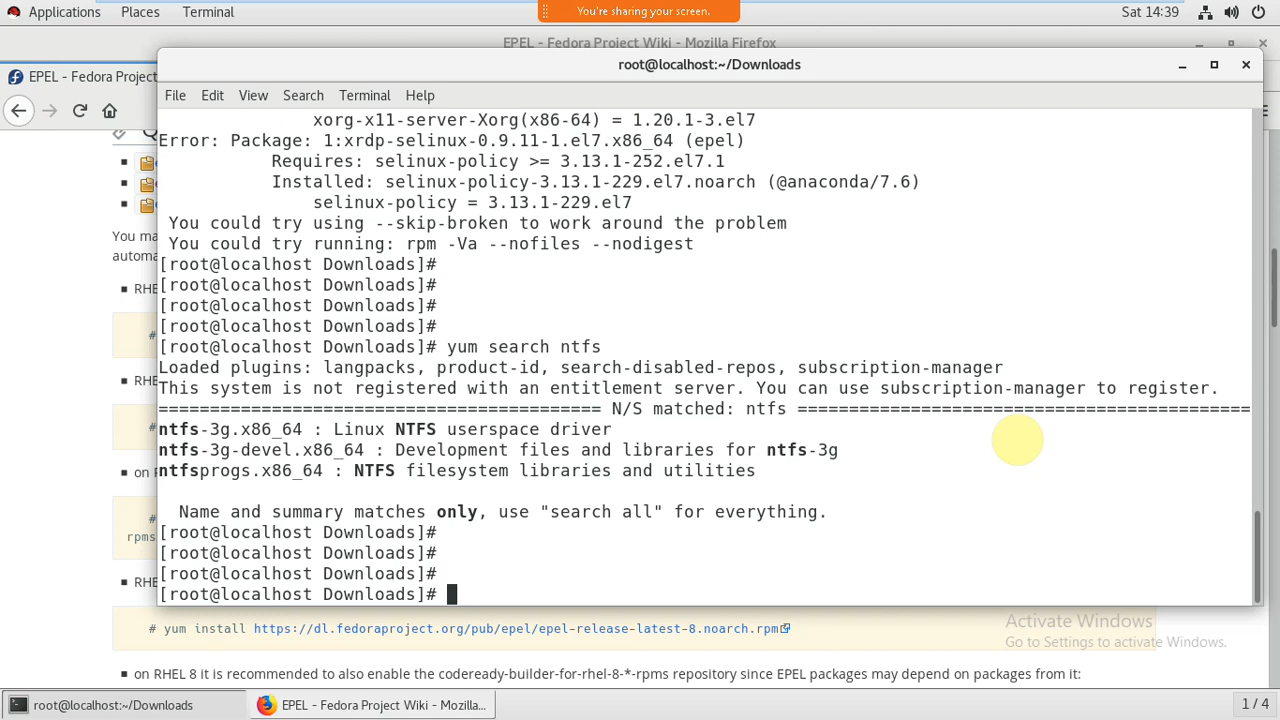 Applications Places Terminal
You're sharing your screen.
Sat 14:39
EPEL - Fedora Project Wiki - Mozilla Firefox
EPEL - Fedora Project
root@localhost:~/Downloads
File Edit View Search Terminal Help
xorg-x11-server-Xorg(x86-64) = 1.20.1-3.el7
Error: Package: 1:xrdp-selinux-0.9.11-1.el7.x86_64 (epel)
Requires: selinux-policy >= 3.13.1-252.el7.1
Installed: selinux-policy-3.13.1-229.el7.noarch (@anaconda/7.6)
selinux-policy = 3.13.1-229.el7
You could try using --skip-broken to work around the problem
You could try running: rpm -Va --nofiles --nodigest
[root@localhost Downloads]#
[root@localhost Downloads]#
[root@localhost Downloads]#
[root@localhost Downloads]#
[root@localhost Downloads]# yum search ntfs
Loaded plugins: langpacks, product-id, search-disabled-repos, subscription-manager
This system is not registered with an entitlement server. You can use subscription-manager to register.
=========================================== N/S matched: ntfs ============================================
ntfs-3g.x86_64 : Linux NTFS userspace driver
ntfs-3g-devel.x86_64 : Development files and libraries for ntfs-3g
ntfsprogs.x86_64 : NTFS filesystem libraries and utilities
Name and summary matches only, use "search all" for everything.
[root@localhost Downloads]#
[root@localhost Downloads]#
[root@localhost Downloads]#
[root@localhost Downloads]#
You ma
automa
RHE
#
RHE
#
on R
#
rpms
RHE
# yum install https://dl.fedoraproject.org/pub/epel/epel-release-latest-8.noarch.rpm
on RHEL 8 it is recommended to also enable the codeready-builder-for-rhel-8-*-rpms repository since EPEL packages may depend on packages from it:
Activate Windows
Go to Settings to activate Windows.
root@localhost:~/Downloads
EPEL - Fedora Project Wiki - Mozilla...
1 / 4